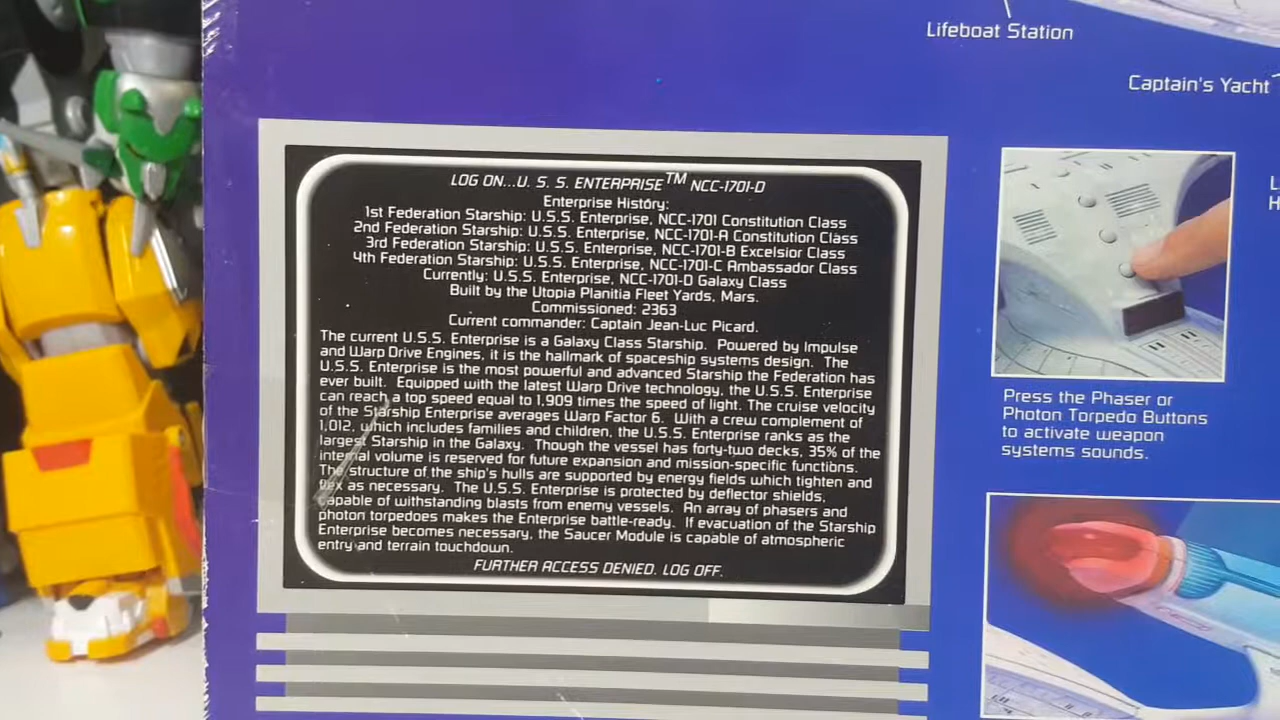 Lifeboat Station
Captain's Yacht
LOG ON...U. S. S. ENTERPRISE™ NCC-1701-D
Enterprise History:
1st Federation Starship: U.S.S. Enterprise, NCC-1701 Constitution Class
2nd Federation Starship: U.S.S. Enterprise, NCC-1701-A Constitution Class
3rd Federation Starship: U.S.S. Enterprise, NCC-1701-B Excelsior Class
4th Federation Starship: U.S.S. Enterprise, NCC-1701-C Ambassador Class
Currently: U.S.S. Enterprise, NCC-1701-D Galaxy Class
Built by the Utopia Planitia Fleet Yards, Mars.
Commissioned: 2363
Current commander: Captain Jean-Luc Picard.
The current U.S.S. Enterprise is a Galaxy Class Starship. Powered by Impulse
and Warp Drive Engines, it is the hallmark of spaceship systems design. The
U.S.S. Enterprise is the most powerful and advanced Starship the Federation has
ever built. Equipped with the latest Warp Drive technology, the U.S.S. Enterprise
can reach a top speed equal to 1,909 times the speed of light. The cruise velocity
of the Starship Enterprise averages Warp Factor 6. With a crew complement of
1,012, which includes families and children, the U.S.S. Enterprise ranks as the
largest Starship in the Galaxy. Though the vessel has forty-two decks, 35% of the
internal volume is reserved for future expansion and mission-specific functions.
The structure of the ship's hulls are supported by energy fields which tighten and
flex as necessary. The U.S.S. Enterprise is protected by deflector shields,
capable of withstanding blasts from enemy vessels. An array of phasers and
photon torpedoes makes the Enterprise battle-ready. If evacuation of the Starship
Enterprise becomes necessary, the Saucer Module is capable of atmospheric
entry and terrain touchdown.
FURTHER ACCESS DENIED. LOG OFF.
Press the Phaser or
Photon Torpedo Buttons
to activate weapon
systems sounds.